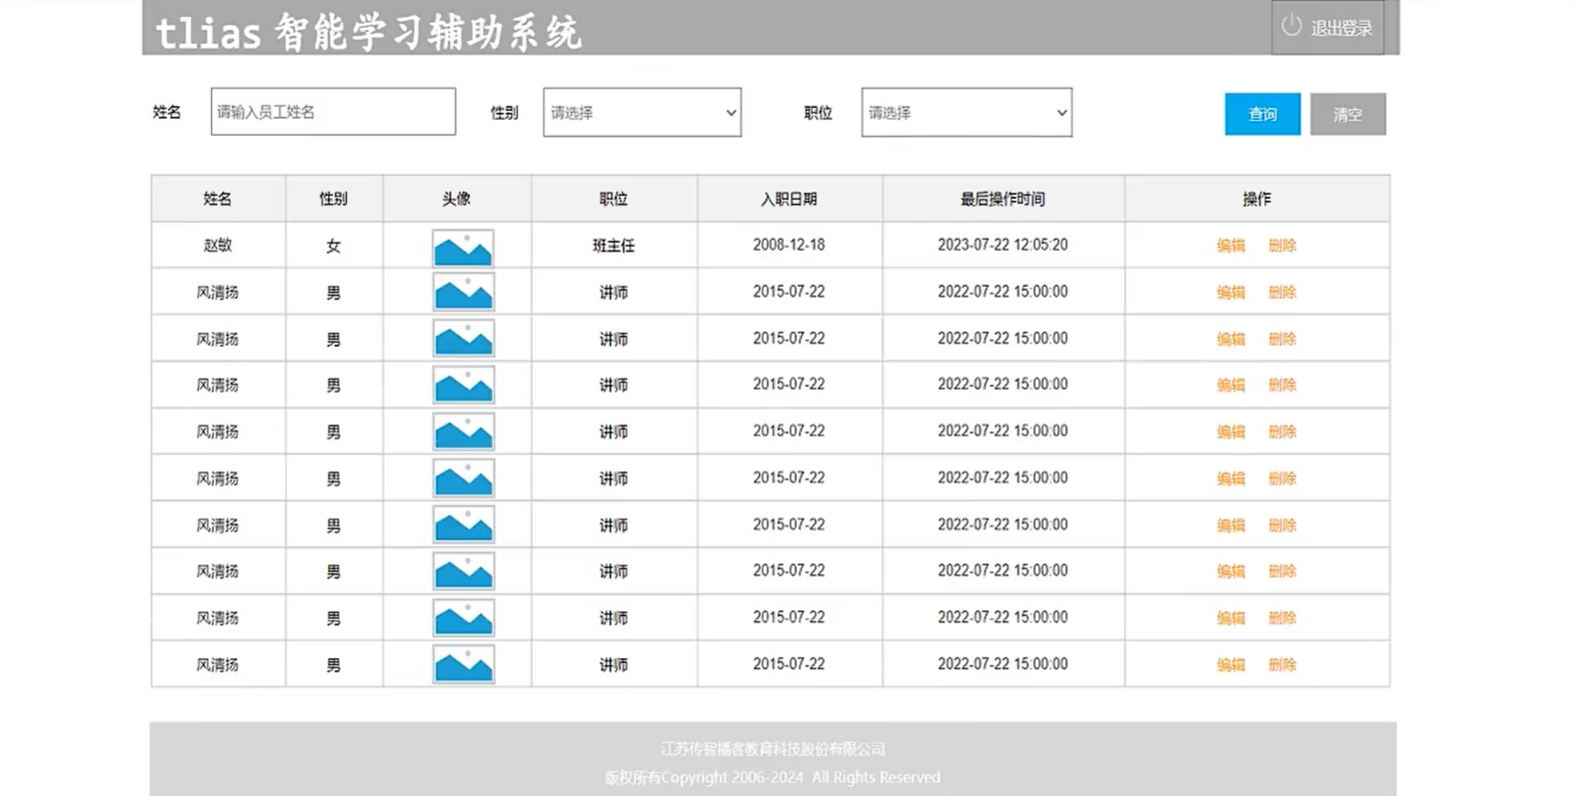 tlias 智能学习辅助系统 退出登录
姓名 请输入员工姓名 性别 请选择 职位 请选择 查询 清空
姓名 性别 头像 职位 入职日期 最后操作时间 操作
赵敏 女 班主任 2008-12-18 2023-07-22 12:05:20 编辑 删除
风清扬 男 讲师 2015-07-22 2022-07-22 15:00:00 编辑 删除
风清扬 男 讲师 2015-07-22 2022-07-22 15:00:00 编辑 删除
风清扬 男 讲师 2015-07-22 2022-07-22 15:00:00 编辑 删除
风清扬 男 讲师 2015-07-22 2022-07-22 15:00:00 编辑 删除
风清扬 男 讲师 2015-07-22 2022-07-22 15:00:00 编辑 删除
风清扬 男 讲师 2015-07-22 2022-07-22 15:00:00 编辑 删除
风清扬 男 讲师 2015-07-22 2022-07-22 15:00:00 编辑 删除
风清扬 男 讲师 2015-07-22 2022-07-22 15:00:00 编辑 删除
风清扬 男 讲师 2015-07-22 2022-07-22 15:00:00 编辑 删除
江苏传智播客教育科技股份有限公司
版权所有Copyright 2006-2024 All Rights Reserved